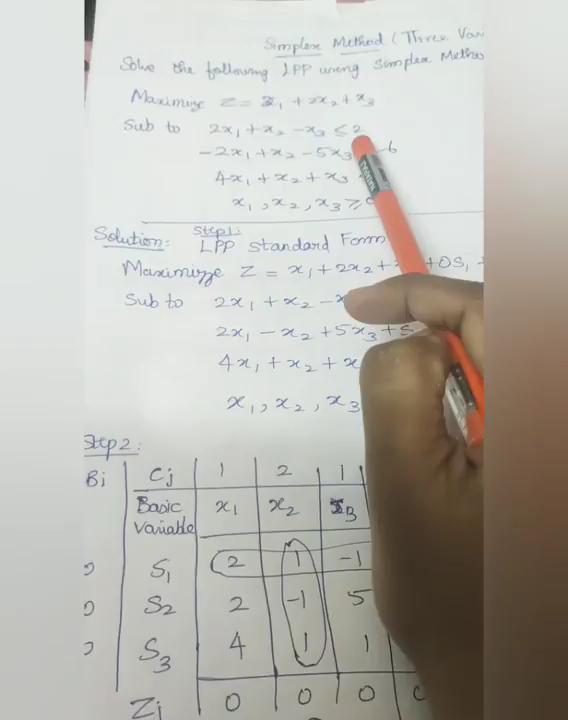 Simplex Method (Three Vari
Solve the following LPP using Simplex Metho
Maximize Z = x₁ + 2x₂ + x₃
Sub to 2x₁ + x₂ - x₃ ≤ 2
-2x₁ + x₂ - 5x₃ -6
4x₁ + x₂ + x₃
x₁, x₂, x₃ ≥
Solution: Step1:
LPP Standard Form
Maximize Z = x₁ + 2x₂ + + 0S₁ +
Sub to 2x₁ + x₂ -
2x₁ - x₂ + 5x₃ + S
4x₁ + x₂ + x
x₁, x₂, x₃
Step 2:
Bi Cj 1 2 1
Basic Variable x₁ x₂ x₃
0 S₁ 2 1 -1
0 S₂ 2 -1 5
0 S₃ 4 1 1
Zj 0 0 0 0